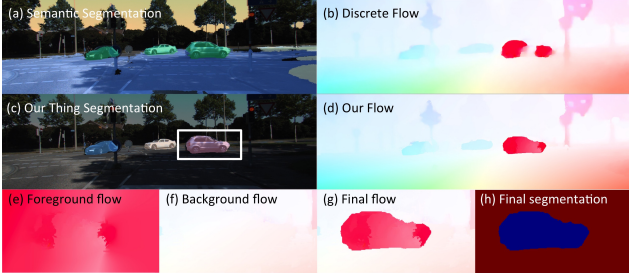 (a) Semantic Segmentation
(b) Discrete Flow
(c) Our Thing Segmentation
(d) Our Flow
(e) Foreground flow
(f) Background flow
(g) Final flow
(h) Final segmentation